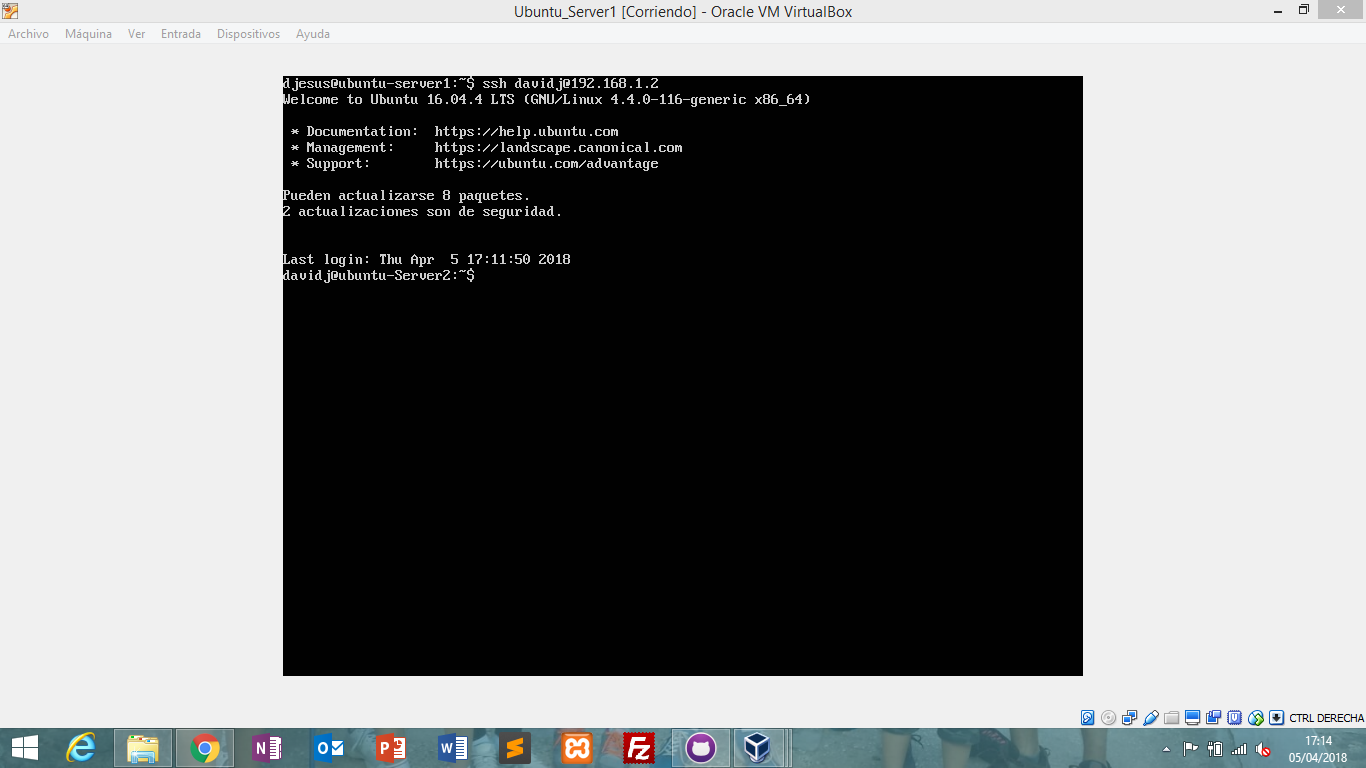 Ubuntu_Server1 [Corriendo] - Oracle VM VirtualBox
Archivo Máquina Ver Entrada Dispositivos Ayuda
djesus@ubuntu-server1:~$ ssh davidj@192.168.1.2
Welcome to Ubuntu 16.04.4 LTS (GNU/Linux 4.4.0-116-generic x86_64)
* Documentation: https://help.ubuntu.com
* Management: https://landscape.canonical.com
* Support: https://ubuntu.com/advantage
Pueden actualizarse 8 paquetes.
2 actualizaciones son de seguridad.
Last login: Thu Apr 5 17:11:50 2018
davidj@ubuntu-Server2:~$
CTRL DERECHA
17:14
05/04/2018